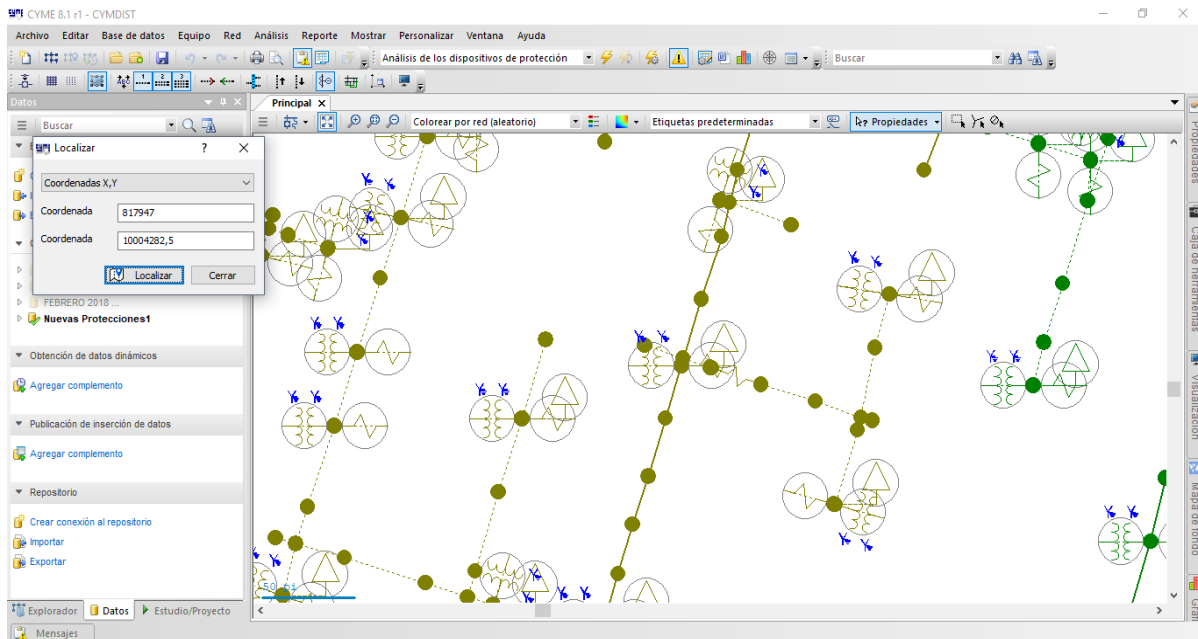 CYME 8.1 r1 - CYMDIST
Archivo Editar Base de datos Equipo Red Análisis Reporte Mostrar Personalizar Ventana Ayuda
Análisis de los dispositivos de protección
Buscar
Datos
Principal
Buscar
Colorear por red (aleatorio)
Etiquetas predeterminadas
Propiedades
Localizar
Coordenadas X,Y
Coordenada 817947
Coordenada 10004282,5
Localizar Cerrar
FEBRERO 2018 ...
Nuevas Protecciones1
Obtención de datos dinámicos
Agregar complemento
Publicación de inserción de datos
Agregar complemento
Repositorio
Crear conexión al repositorio
Importar
Exportar
Explorador Datos Estudio/Proyecto
Mensajes
Propiedades
Caja de herramientas
Visualización
Mapa de fondo